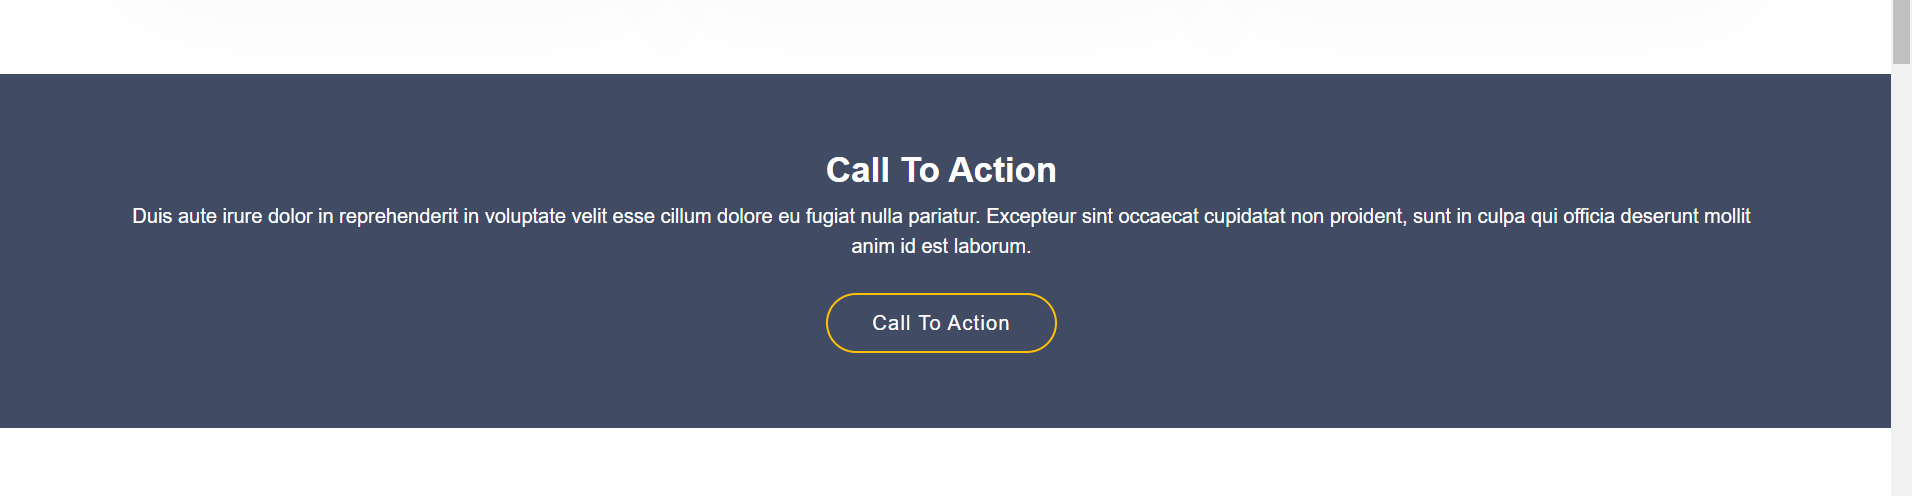 Call To Action
Duis aute irure dolor in reprehenderit in voluptate velit esse cillum dolore eu fugiat nulla pariatur. Excepteur sint occaecat cupidatat non proident, sunt in culpa qui officia deserunt mollit
anim id est laborum.
Call To Action